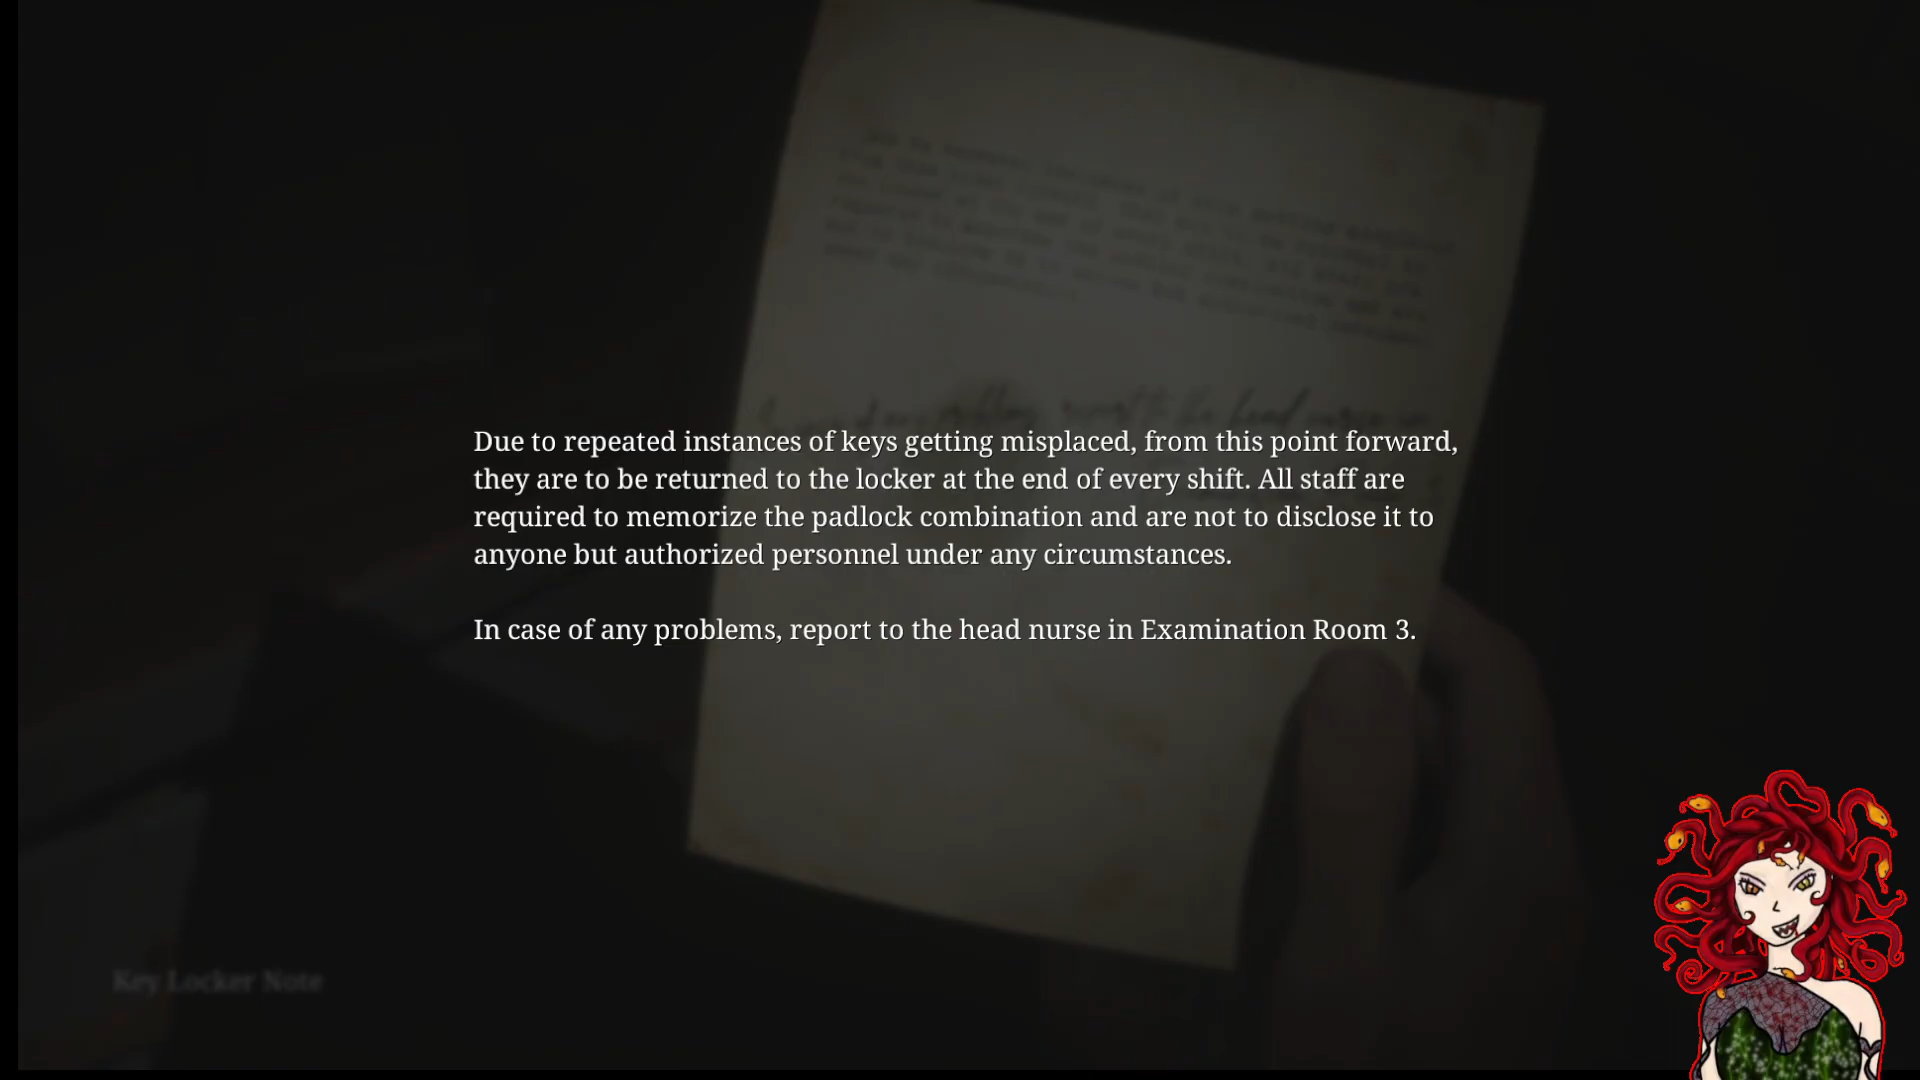 Due to repeated instances of keys getting misplaced, from this point forward,
they are to be returned to the locker at the end of every shift. All staff are
required to memorize the padlock combination and are not to disclose it to
anyone but authorized personnel under any circumstances.
In case of any problems, report to the head nurse in Examination Room 3.
Key Locker Note